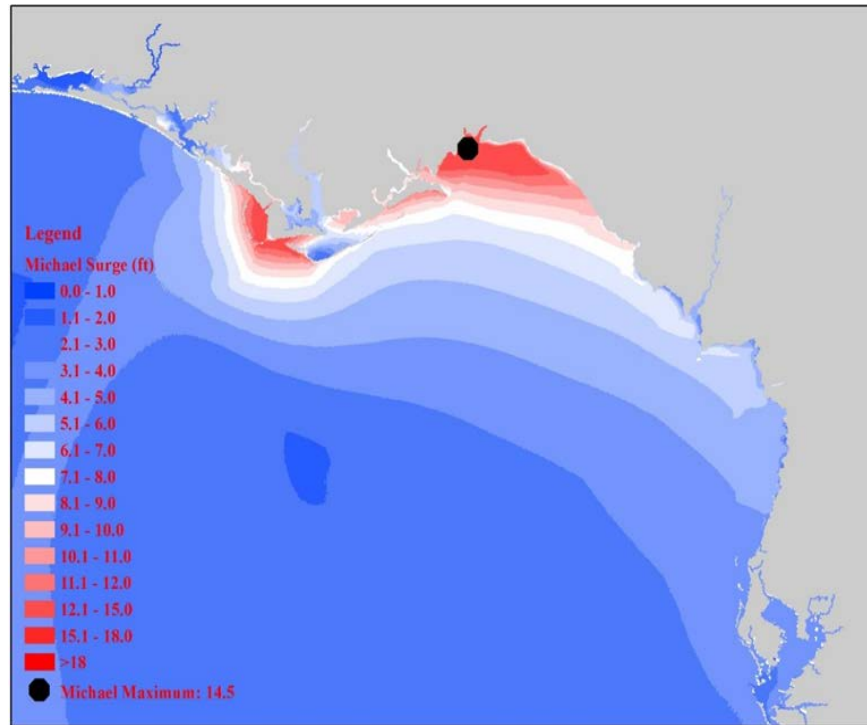 Legend
Michael Surge (ft)
0.0 - 1.0
1.1 - 2.0
2.1 - 3.0
3.1 - 4.0
4.1 - 5.0
5.1 - 6.0
6.1 - 7.0
7.1 - 8.0
8.1 - 9.0
9.1 - 10.0
10.1 - 11.0
11.1 - 12.0
12.1 - 15.0
15.1 - 18.0
>18
Michael Maximum: 14.5